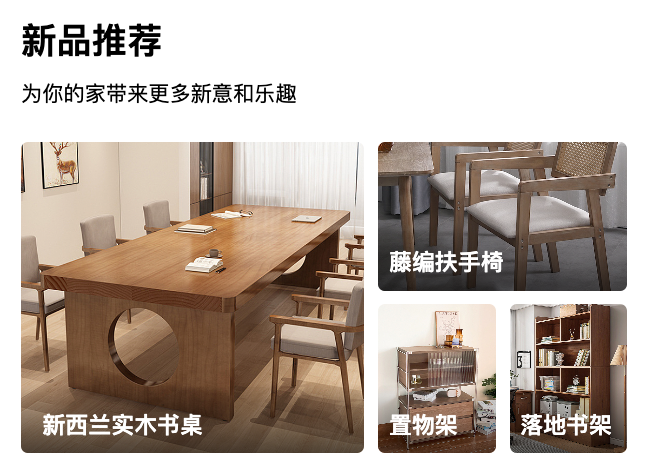 新品推荐
为你的家带来更多新意和乐趣
新西兰实木书桌
藤编扶手椅
置物架
落地书架